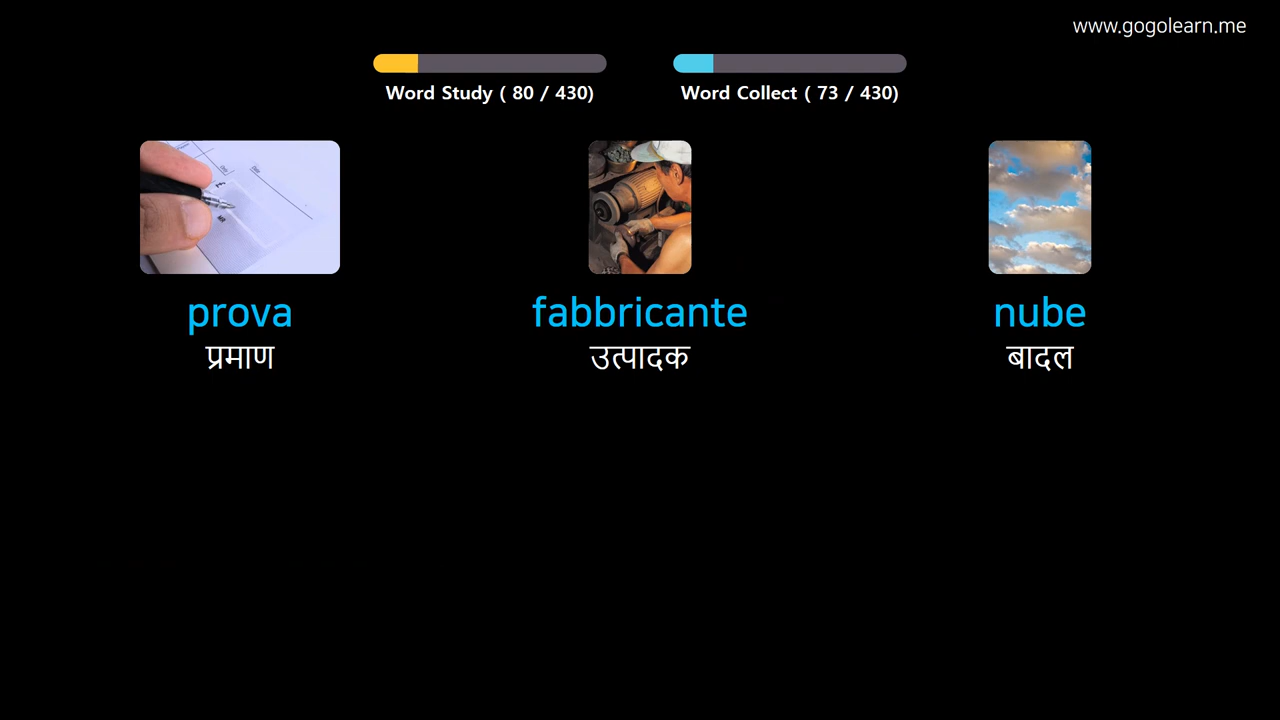 www.gogolearn.me
Word Study ( 80 / 430)
Word Collect ( 73 / 430)
prova
प्रमाण
fabbricante
उत्पादक
nube
बादल